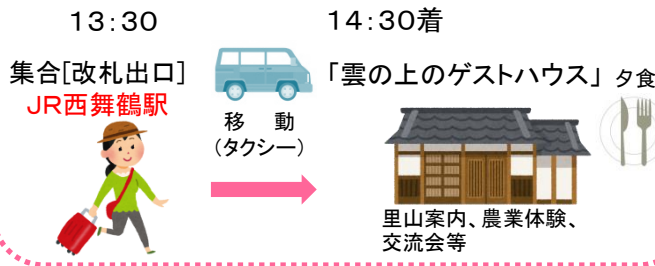 13:30
集合[改札出口]
JR西舞鶴駅
移　動
(タクシー)
14:30着
「雲の上のゲストハウス」
夕食
里山案内、農業体験、
交流会等